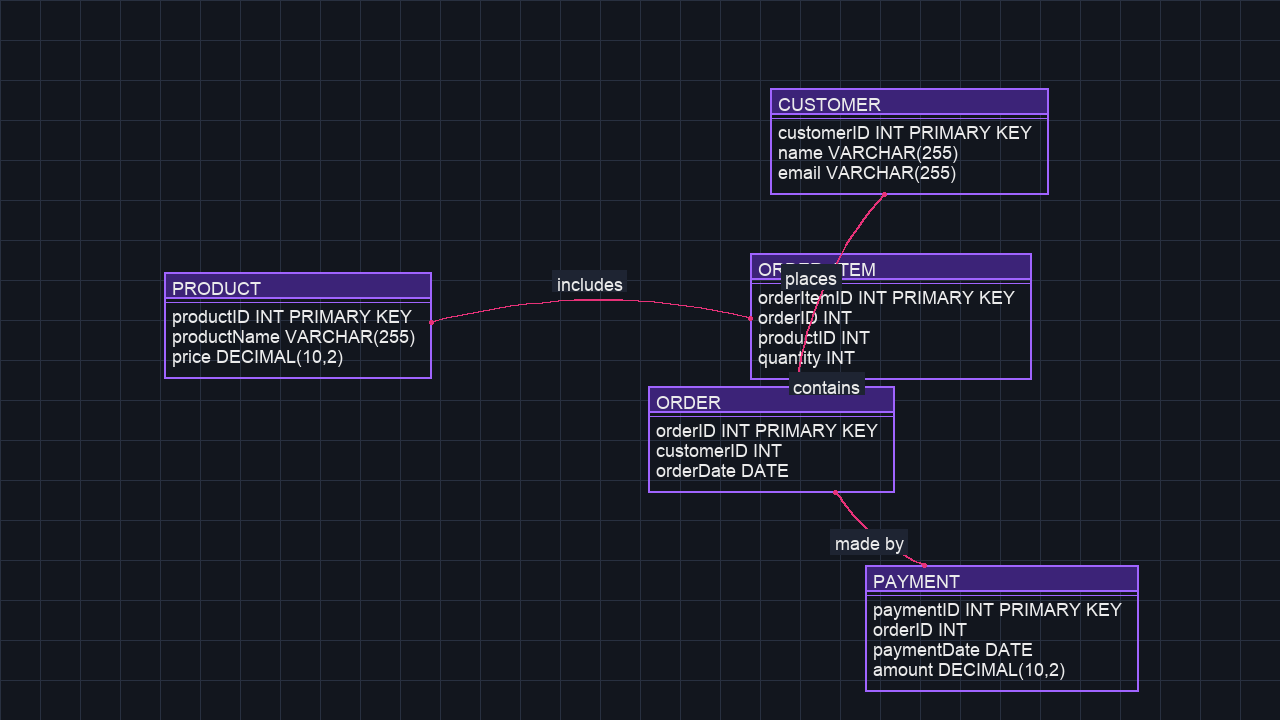 CUSTOMER
customerID INT PRIMARY KEY
name VARCHAR(255)
email VARCHAR(255)
places
orderItemID INT PRIMARY KEY
orderID INT
productID INT
quantity INT
PRODUCT
productID INT PRIMARY KEY
productName VARCHAR(255)
price DECIMAL(10,2)
includes
contains
ORDER
orderID INT PRIMARY KEY
customerID INT
orderDate DATE
made by
PAYMENT
paymentID INT PRIMARY KEY
orderID INT
paymentDate DATE
amount DECIMAL(10,2)